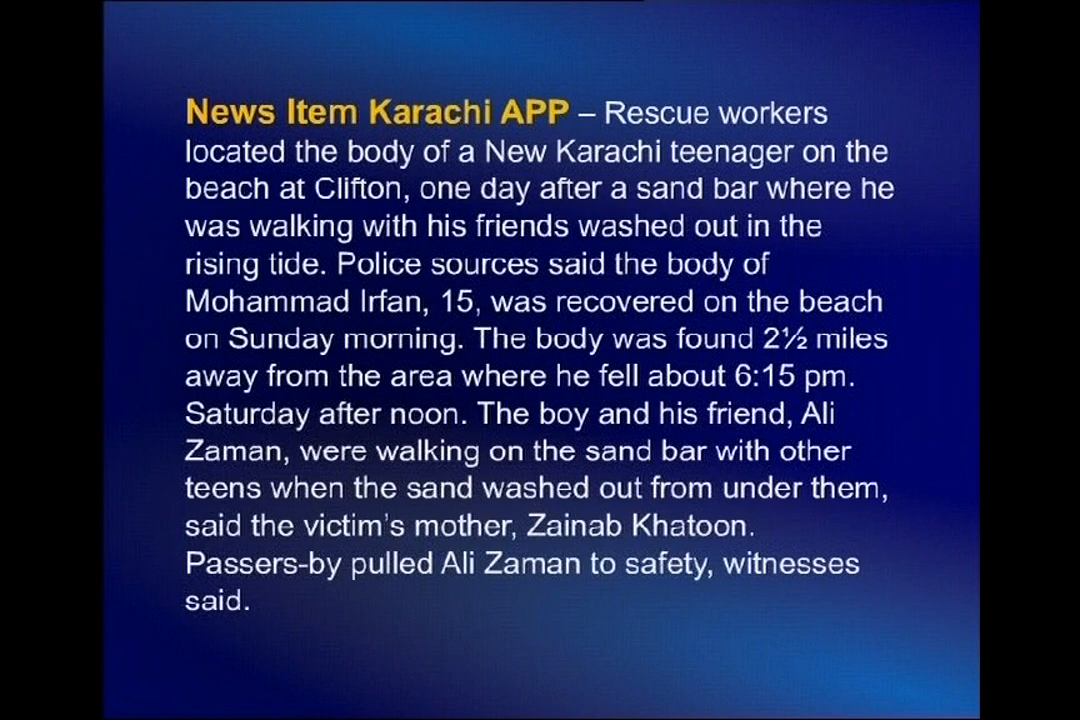 News Item Karachi APP – Rescue workers
located the body of a New Karachi teenager on the
beach at Clifton, one day after a sand bar where he
was walking with his friends washed out in the
rising tide. Police sources said the body of
Mohammad Irfan, 15, was recovered on the beach
on Sunday morning. The body was found 2½ miles
away from the area where he fell about 6:15 pm.
Saturday after noon. The boy and his friend, Ali
Zaman, were walking on the sand bar with other
teens when the sand washed out from under them,
said the victim's mother, Zainab Khatoon.
Passers-by pulled Ali Zaman to safety, witnesses
said.